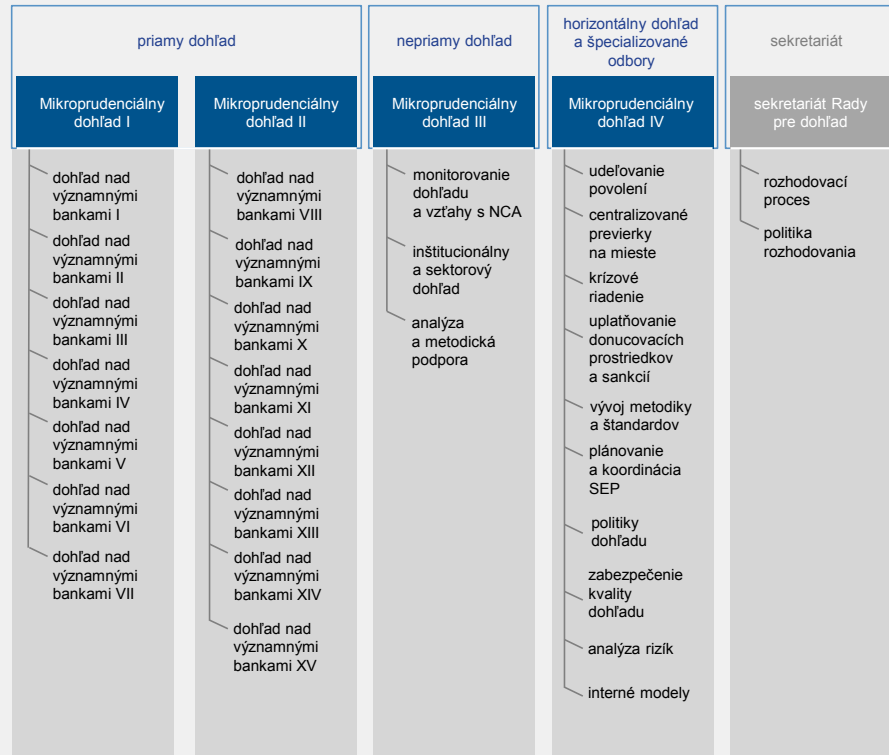 priamy dohľad
nepriamy dohľad
horizontálny dohľad
a špecializované
odbory
sekretariát
Mikroprudenciálny
dohľad I
Mikroprudenciálny
dohľad II
Mikroprudenciálny
dohľad III
Mikroprudenciálny
dohľad IV
sekretariát Rady
pre dohľad
dohľad nad
významnými
bankami I
dohľad nad
významnými
bankami II
dohľad nad
významnými
bankami III
dohľad nad
významnými
bankami IV
dohľad nad
významnými
bankami V
dohľad nad
významnými
bankami VI
dohľad nad
významnými
bankami VII
dohľad nad
významnými
bankami VIII
dohľad nad
významnými
bankami IX
dohľad nad
významnými
bankami X
dohľad nad
významnými
bankami XI
dohľad nad
významnými
bankami XII
dohľad nad
významnými
bankami XIII
dohľad nad
významnými
bankami XIV
dohľad nad
významnými
bankami XV
monitorovanie
dohľadu
a vzťahy s NCA
inštitucionálny
a sektorový
dohľad
analýza
a metodická
podpora
udeľovanie
povolení
centralizované
previerky
na mieste
krízové
riadenie
uplatňovanie
donucovacích
prostriedkov
a sankcií
vývoj metodiky
a štandardov
plánovanie
a koordinácia
SEP
politiky
dohľadu
zabezpečenie
kvality
dohľadu
analýza rizík
interné modely
rozhodovací
proces
politika
rozhodovania